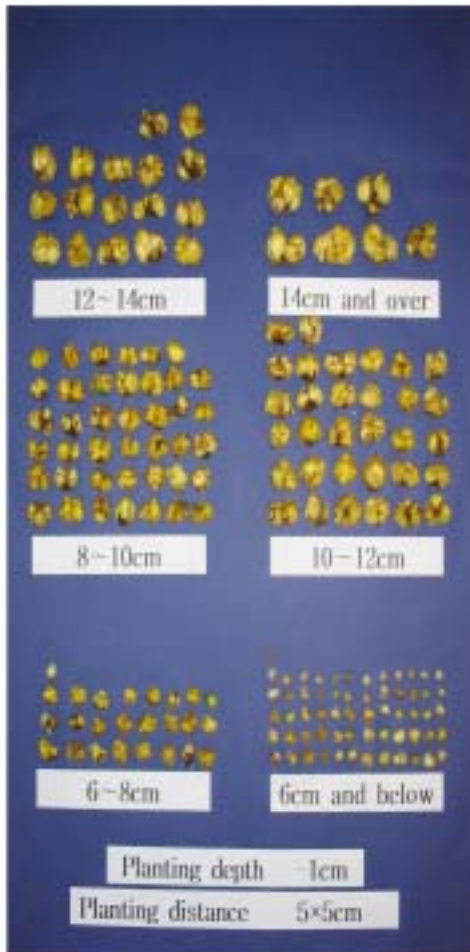 12~14cm
14cm and over
8~10cm
10~12cm
6~8cm
6cm and below
Planting depth -1cm
Planting distance 5×5cm